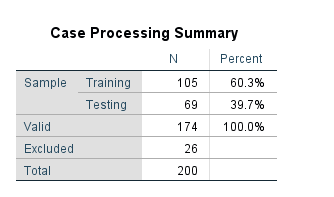 Case Processing Summary
N Percent
Sample Training 105 60.3%
Testing 69 39.7%
Valid 174 100.0%
Excluded 26
Total 200